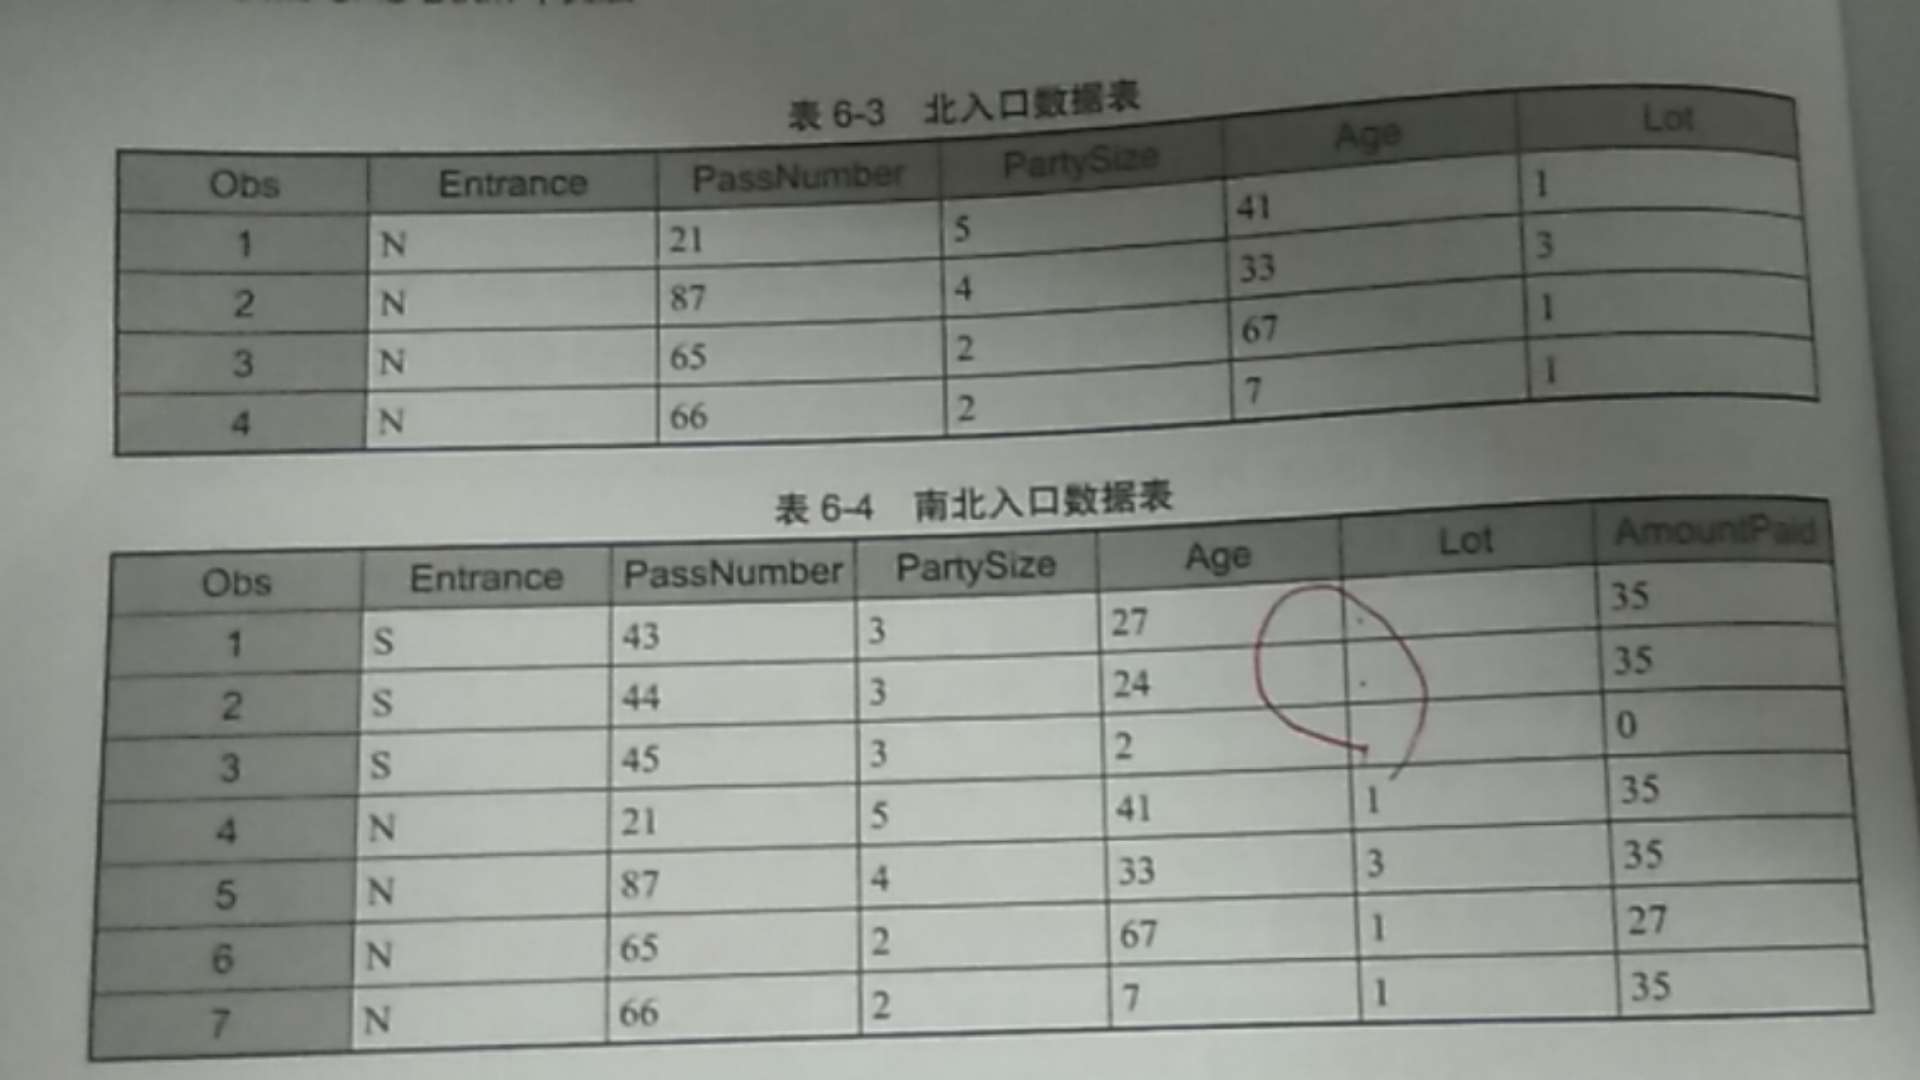 表 6-3 北入口数据表
Obs Entrance PassNumber PartySize Age Lot
1 N 21 5 41 1
2 N 87 4 33 3
3 N 65 2 67 1
4 N 66 2 7 1
表 6-4 南北入口数据表
Obs Entrance PassNumber PartySize Age Lot AmountPaid
1 S 43 3 27 . 35
2 S 44 3 24 . 35
3 S 45 3 2 0
4 N 21 5 41 1 35
5 N 87 4 33 3 35
6 N 65 2 67 1 27
7 N 66 2 7 1 35